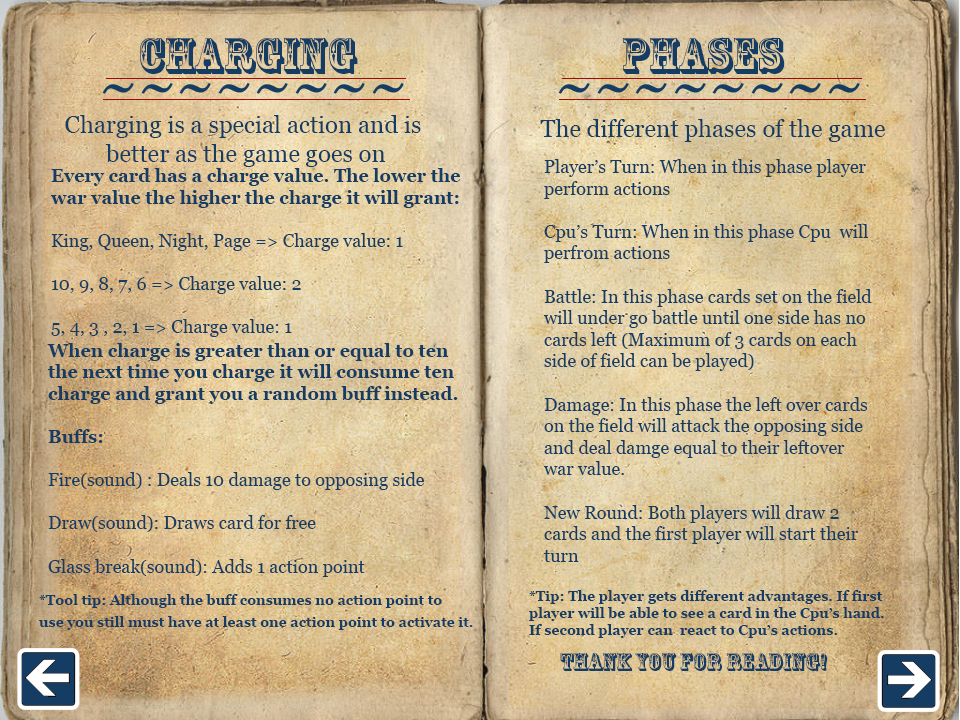 CHARGING
Charging is a special action and is
better as the game goes on
Every card has a charge value. The lower the
war value the higher the charge it will grant:
King, Queen, Night, Page => Charge value: 1
10, 9, 8, 7, 6 => Charge value: 2
5, 4, 3 , 2, 1 => Charge value: 1
When charge is greater than or equal to ten
the next time you charge it will consume ten
charge and grant you a random buff instead.
Buffs:
Fire(sound) : Deals 10 damage to opposing side
Draw(sound): Draws card for free
Glass break(sound): Adds 1 action point
*Tool tip: Although the buff consumes no action point to
use you still must have at least one action point to activate it.
PHASES
The different phases of the game
Player's Turn: When in this phase player
perform actions
Cpu's Turn: When in this phase Cpu will
perfrom actions
Battle: In this phase cards set on the field
will under go battle until one side has no
cards left (Maximum of 3 cards on each
side of field can be played)
Damage: In this phase the left over cards
on the field will attack the opposing side
and deal damge equal to their leftover
war value.
New Round: Both players will draw 2
cards and the first player will start their
turn
*Tip: The player gets different advantages. If first
player will be able to see a card in the Cpu's hand.
If second player can react to Cpu's actions.
THANK YOU FOR READING!